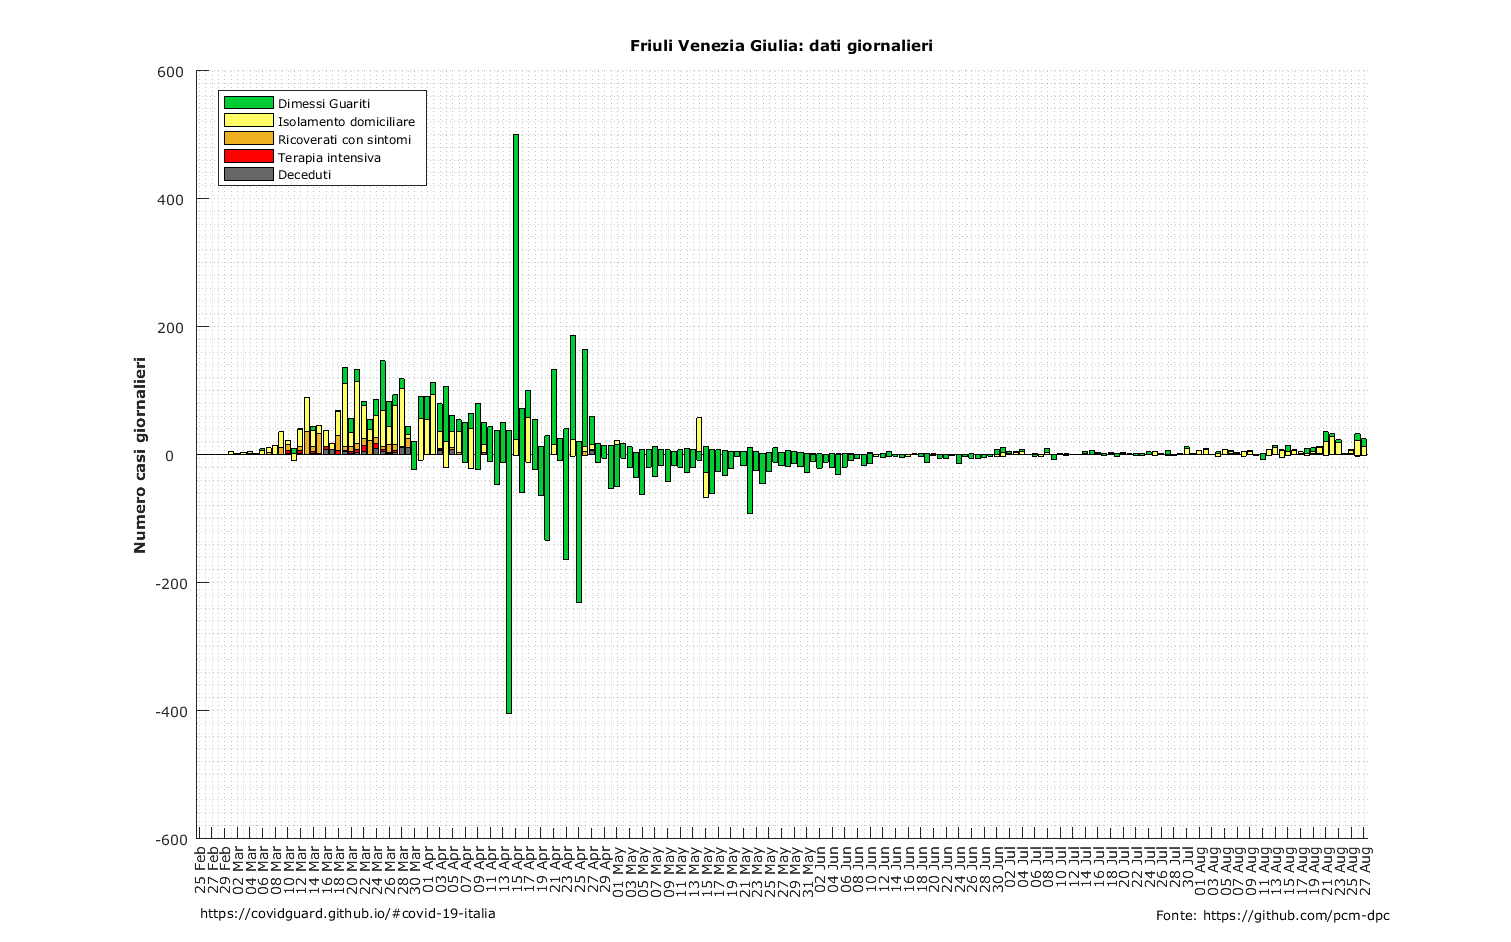 Friuli Venezia Giulia: dati giornalieri
600
400
200
0
-200
-400
-600
Numero casi giornalieri
Dimessi Guariti
Isolamento domiciliare
Ricoverati con sintomi
Terapia intensiva
Deceduti
25 Feb
27 Feb
29 Feb
02 Mar
04 Mar
06 Mar
08 Mar
10 Mar
12 Mar
14 Mar
16 Mar
18 Mar
20 Mar
22 Mar
24 Mar
26 Mar
28 Mar
30 Mar
01 Apr
03 Apr
05 Apr
07 Apr
09 Apr
11 Apr
13 Apr
15 Apr
17 Apr
19 Apr
21 Apr
23 Apr
25 Apr
27 Apr
29 Apr
01 May
03 May
05 May
07 May
09 May
11 May
13 May
15 May
17 May
19 May
21 May
23 May
25 May
27 May
29 May
31 May
02 Jun
04 Jun
06 Jun
08 Jun
10 Jun
12 Jun
14 Jun
16 Jun
18 Jun
20 Jun
22 Jun
24 Jun
26 Jun
28 Jun
30 Jun
02 Jul
04 Jul
06 Jul
08 Jul
10 Jul
12 Jul
14 Jul
16 Jul
18 Jul
20 Jul
22 Jul
24 Jul
26 Jul
28 Jul
30 Jul
01 Aug
03 Aug
05 Aug
07 Aug
09 Aug
11 Aug
13 Aug
15 Aug
17 Aug
19 Aug
21 Aug
23 Aug
25 Aug
27 Aug
https://covidguard.github.io/#covid-19-italia
Fonte: https://github.com/pcm-dpc